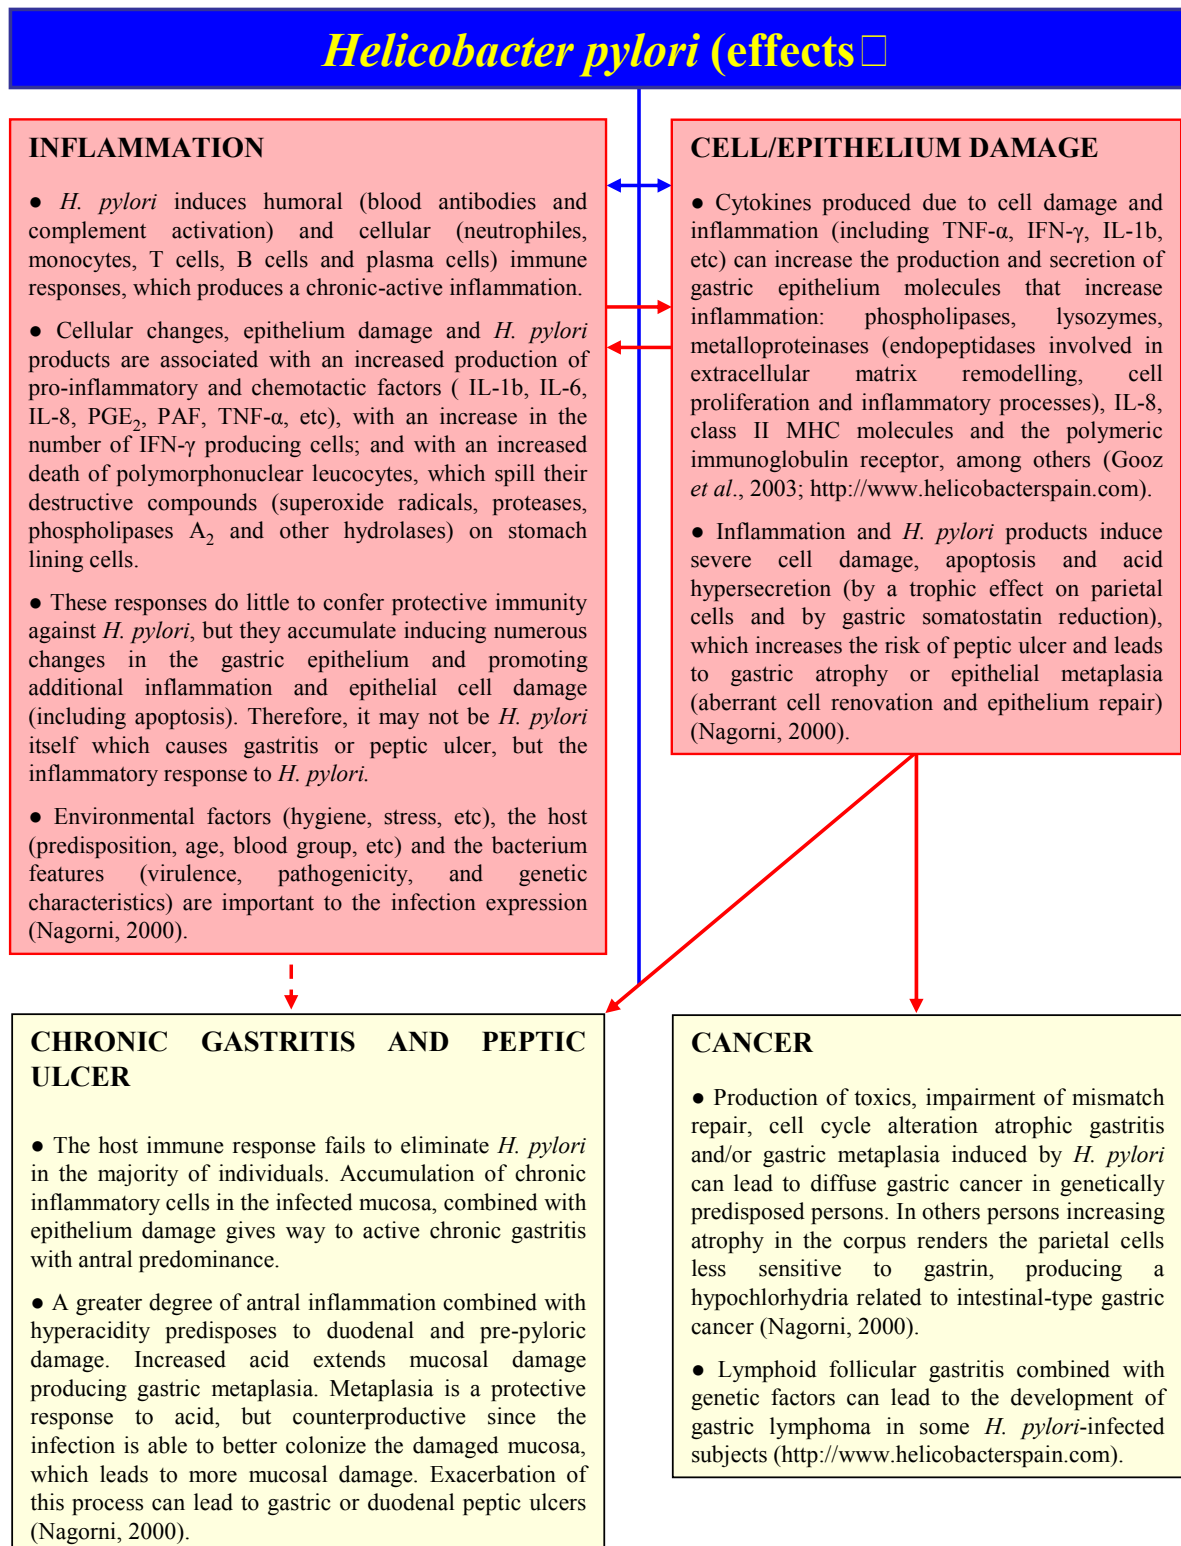 Helicobacter pylori (effects□
INFLAMMATION
● H. pylori induces humoral (blood antibodies and
complement activation) and cellular (neutrophiles,
monocytes, T cells, B cells and plasma cells) immune
responses, which produces a chronic-active inflammation.
● Cellular changes, epithelium damage and H. pylori
products are associated with an increased production of
pro-inflammatory and chemotactic factors ( IL-1b, IL-6,
IL-8, PGE2, PAF, TNF-α, etc), with an increase in the
number of IFN-γ producing cells; and with an increased
death of polymorphonuclear leucocytes, which spill their
destructive compounds (superoxide radicals, proteases,
phospholipases A2 and other hydrolases) on stomach
lining cells.
● These responses do little to confer protective immunity
against H. pylori, but they accumulate inducing numerous
changes in the gastric epithelium and promoting
additional inflammation and epithelial cell damage
(including apoptosis). Therefore, it may not be H. pylori
itself which causes gastritis or peptic ulcer, but the
inflammatory response to H. pylori.
● Environmental factors (hygiene, stress, etc), the host
(predisposition, age, blood group, etc) and the bacterium
features (virulence, pathogenicity, and genetic
characteristics) are important to the infection expression
(Nagorni, 2000).
CELL/EPITHELIUM DAMAGE
● Cytokines produced due to cell damage and
inflammation (including TNF-α, IFN-γ, IL-1b,
etc) can increase the production and secretion of
gastric epithelium molecules that increase
inflammation: phospholipases, lysozymes,
metalloproteinases (endopeptidases involved in
extracellular matrix remodelling, cell
proliferation and inflammatory processes), IL-8,
class II MHC molecules and the polymeric
immunoglobulin receptor, among others (Gooz
et al., 2003; http://www.helicobacterspain.com).
● Inflammation and H. pylori products induce
severe cell damage, apoptosis and acid
hypersecretion (by a trophic effect on parietal
cells and by gastric somatostatin reduction),
which increases the risk of peptic ulcer and leads
to gastric atrophy or epithelial metaplasia
(aberrant cell renovation and epithelium repair)
(Nagorni, 2000).
CHRONIC GASTRITIS AND PEPTIC
ULCER
● The host immune response fails to eliminate H. pylori
in the majority of individuals. Accumulation of chronic
inflammatory cells in the infected mucosa, combined with
epithelium damage gives way to active chronic gastritis
with antral predominance.
● A greater degree of antral inflammation combined with
hyperacidity predisposes to duodenal and pre-pyloric
damage. Increased acid extends mucosal damage
producing gastric metaplasia. Metaplasia is a protective
response to acid, but counterproductive since the
infection is able to better colonize the damaged mucosa,
which leads to more mucosal damage. Exacerbation of
this process can lead to gastric or duodenal peptic ulcers
(Nagorni, 2000).
CANCER
● Production of toxics, impairment of mismatch
repair, cell cycle alteration atrophic gastritis
and/or gastric metaplasia induced by H. pylori
can lead to diffuse gastric cancer in genetically
predisposed persons. In others persons increasing
atrophy in the corpus renders the parietal cells
less sensitive to gastrin, producing a
hypochlorhydria related to intestinal-type gastric
cancer (Nagorni, 2000).
● Lymphoid follicular gastritis combined with
genetic factors can lead to the development of
gastric lymphoma in some H. pylori-infected
subjects (http://www.helicobacterspain.com).